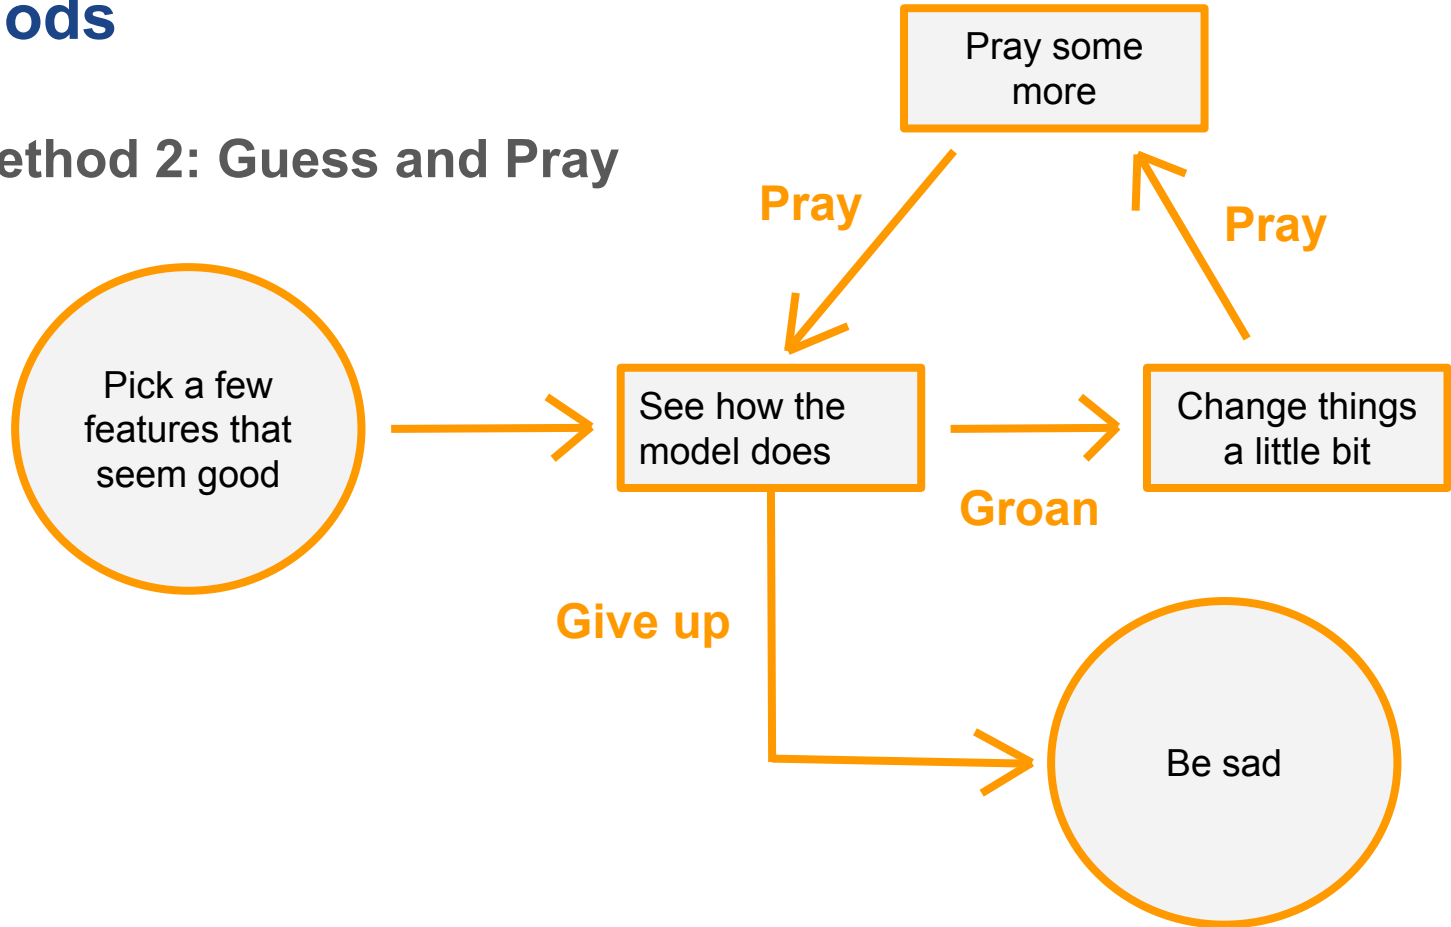 ods
ethod 2: Guess and Pray
Pray some
more
Pray
Pray
Pick a few
features that
seem good
See how the
model does
Groan
Change things
a little bit
Give up
Be sad